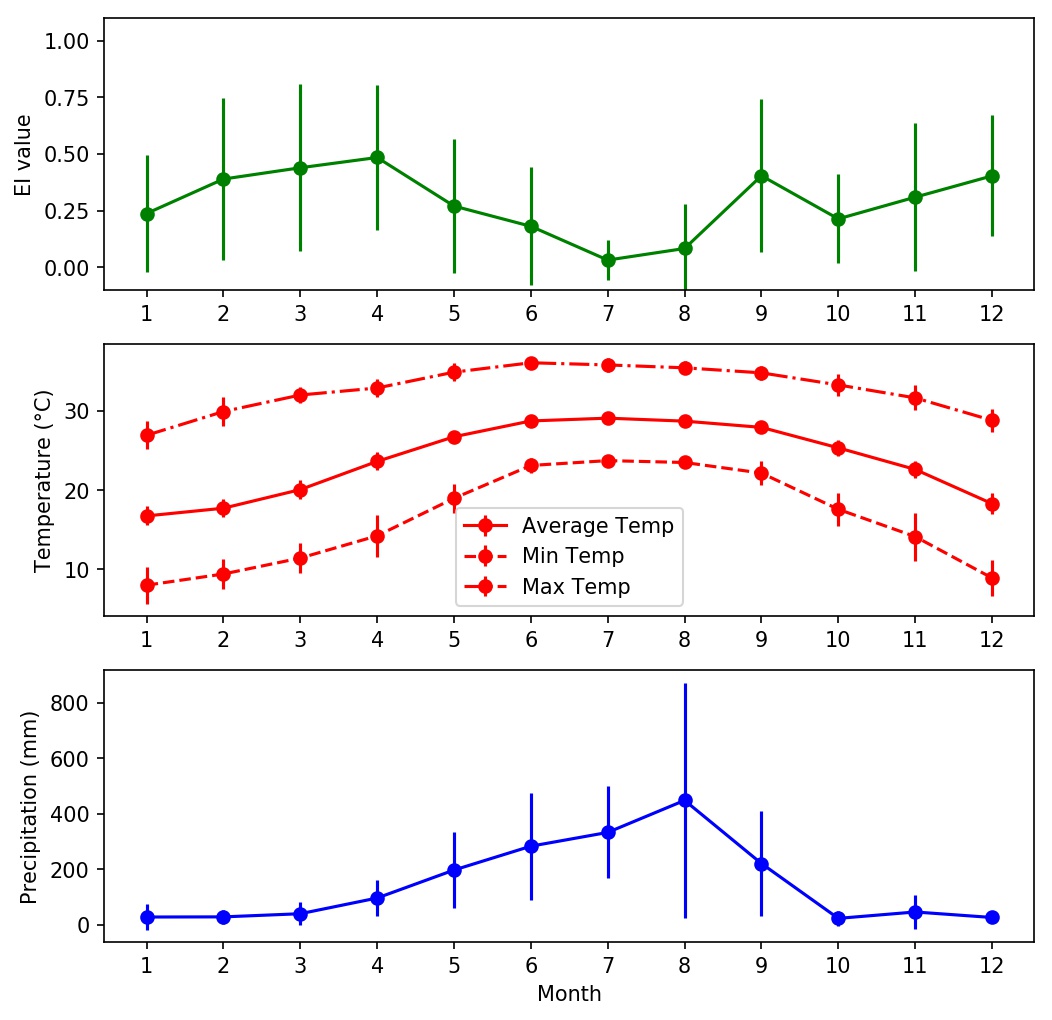 EI value
1.00
0.75
0.50
0.25
0.00
1 2 3 4 5 6 7 8 9 10 11 12
Temperature (°C)
30
20
10
Average Temp
Min Temp
Max Temp
1 2 3 4 5 6 7 8 9 10 11 12
Precipitation (mm)
800
600
400
200
0
1 2 3 4 5 6 7 8 9 10 11 12
Month